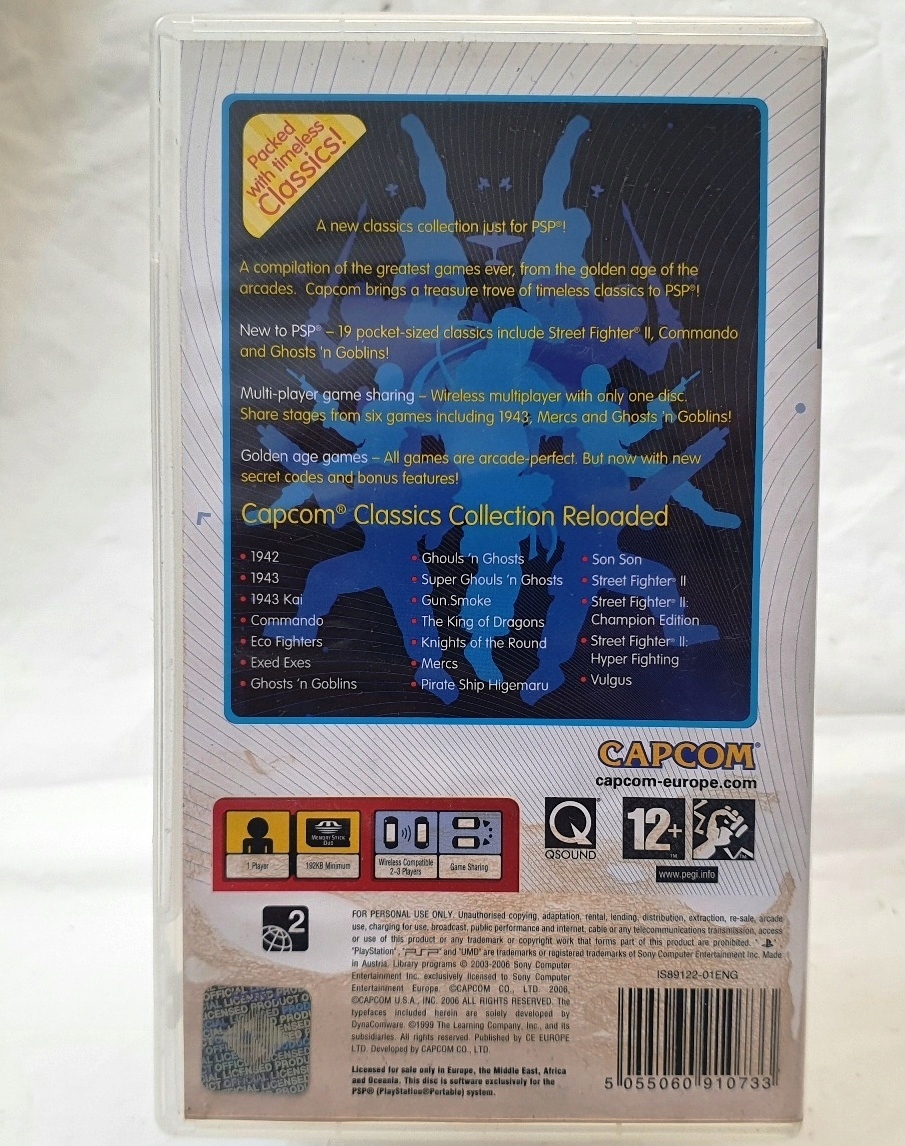 Packed
with timeless
Classics!
A new classics collection just for PSP®!
A compilation of the greatest games ever, from the golden age of the
arcades. Capcom brings a treasure trove of timeless classics to PSP®!
New to PSP® – 19 pocket-sized classics include Street Fighter® II, Commando
and Ghosts 'n Goblins!
Multi-player game sharing – Wireless multiplayer with only one disc.
Share stages from six games including 1943, Mercs and Ghosts 'n Goblins!
Golden age games – All games are arcade-perfect. But now with new
secret codes and bonus features!
Capcom® Classics Collection Reloaded
• 1942
• 1943
• 1943 Kai
• Commando
• Eco Fighters
• Exed Exes
• Ghosts 'n Goblins
• Ghouls 'n Ghosts
• Super Ghouls 'n Ghosts
• Gun.Smoke
• The King of Dragons
• Knights of the Round
• Mercs
• Pirate Ship Higemaru
• Son Son
• Street Fighter® II
• Street Fighter® II:
Champion Edition
• Street Fighter® II:
Hyper Fighting
• Vulgus
CAPCOM®
capcom-europe.com
1 Player
MEMORY STICK
DUO
192KB Minimum
Wireless Compatible
2-3 Players
Game Sharing
Q
QSOUND
12+
www.pegi.info
2
FOR PERSONAL USE ONLY. Unauthorised copying, adaptation, rental, lending, distribution, extraction, re-sale, arcade
use, charging for use, broadcast, public performance and internet, cable or any telecommunications transmission, access
or use of this product or any trademark or copyright work that forms part of this product are prohibited. " ",
"PlayStation", "PSP" and "UMD" are trademarks or registered trademarks of Sony Computer Entertainment Inc. Made
in Austria. Library programs © 2003-2006 Sony Computer
Entertainment Inc. exclusively licensed to Sony Computer
Entertainment Europe. ©CAPCOM CO., LTD. 2006,
©CAPCOM U.S.A., INC. 2006 ALL RIGHTS RESERVED. The
typefaces included herein are solely developed by
DynaComware. ©1999 The Learning Company, Inc., and its
subsidiaries. All rights reserved. Published by CE EUROPE
LTD. Developed by CAPCOM CO., LTD.
Licensed for sale only in Europe, the Middle East, Africa
and Oceania. This disc is software exclusively for the
PSP® (PlayStation®Portable) system.
IS89122-01ENG
5 055060 910733